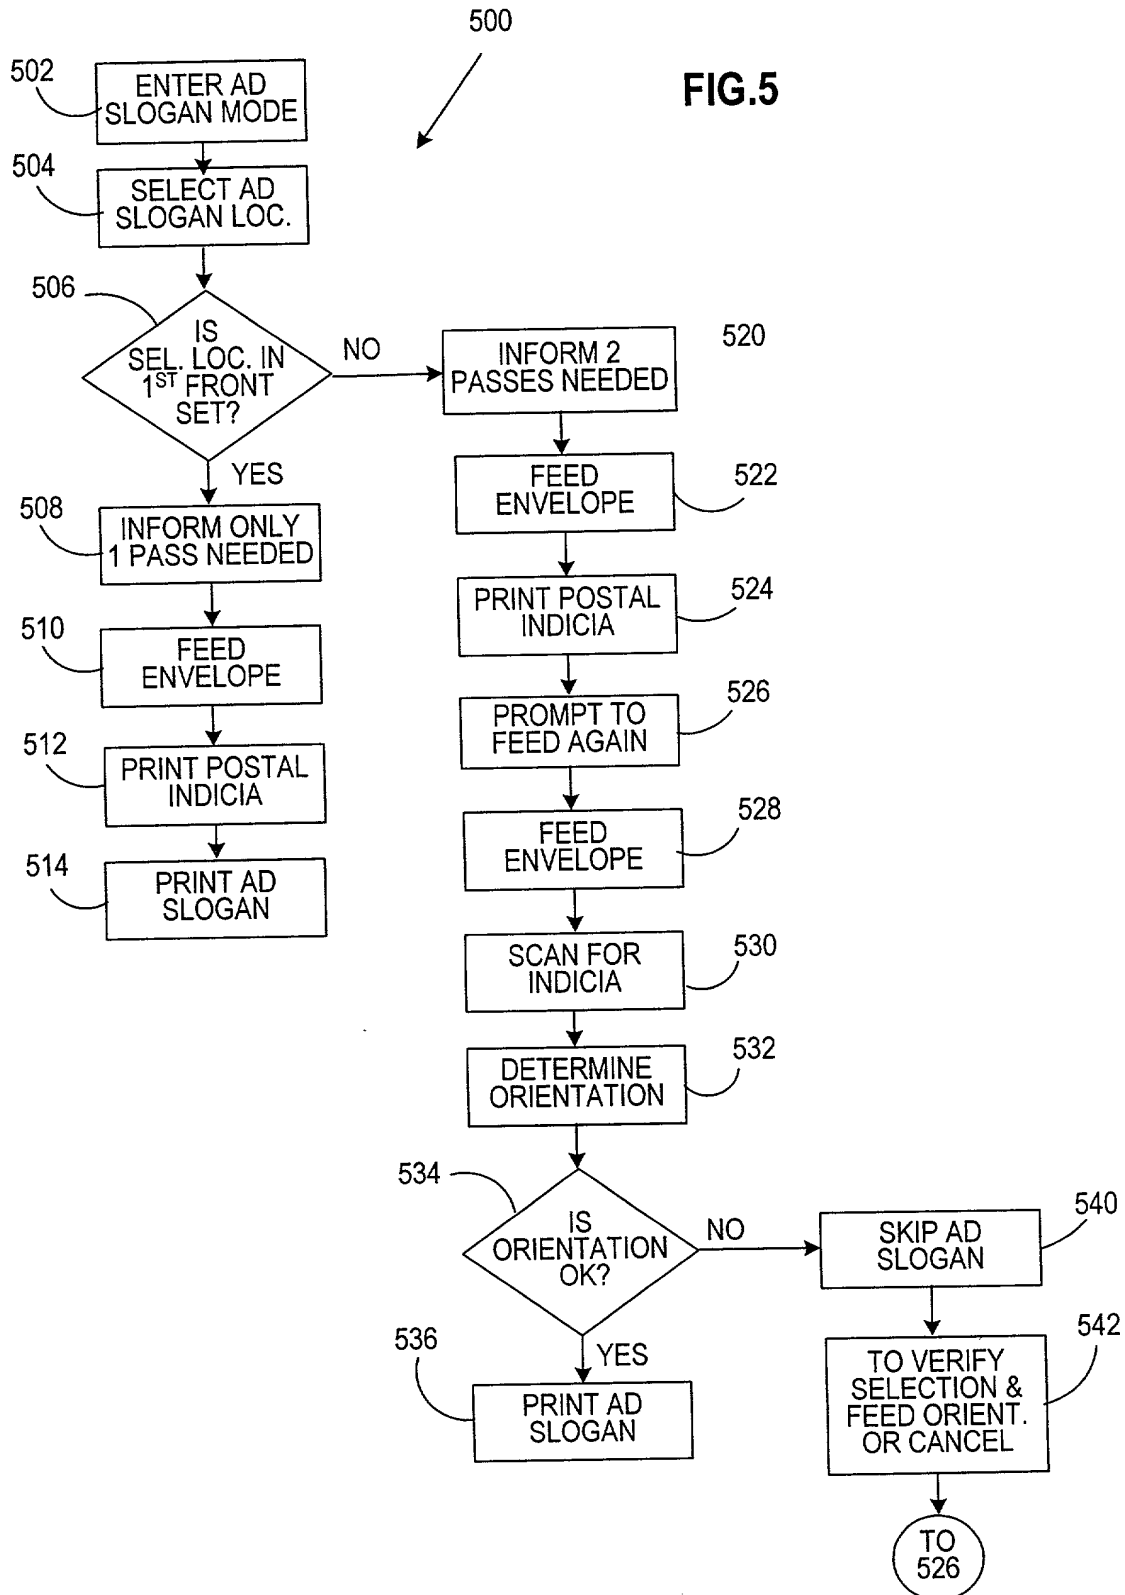 500
FIG.5
502
ENTER AD
SLOGAN MODE
504
SELECT AD
SLOGAN LOC.
506
IS
SEL. LOC. IN
1ST FRONT
SET?
NO
YES
508
INFORM ONLY
1 PASS NEEDED
510
FEED
ENVELOPE
512
PRINT POSTAL
INDICIA
514
PRINT AD
SLOGAN
520
INFORM 2
PASSES NEEDED
522
FEED
ENVELOPE
524
PRINT POSTAL
INDICIA
526
PROMPT TO
FEED AGAIN
528
FEED
ENVELOPE
530
SCAN FOR
INDICIA
532
DETERMINE
ORIENTATION
534
IS
ORIENTATION
OK?
NO
YES
536
PRINT AD
SLOGAN
540
SKIP AD
SLOGAN
542
TO VERIFY
SELECTION &
FEED ORIENT.
OR CANCEL
TO
526